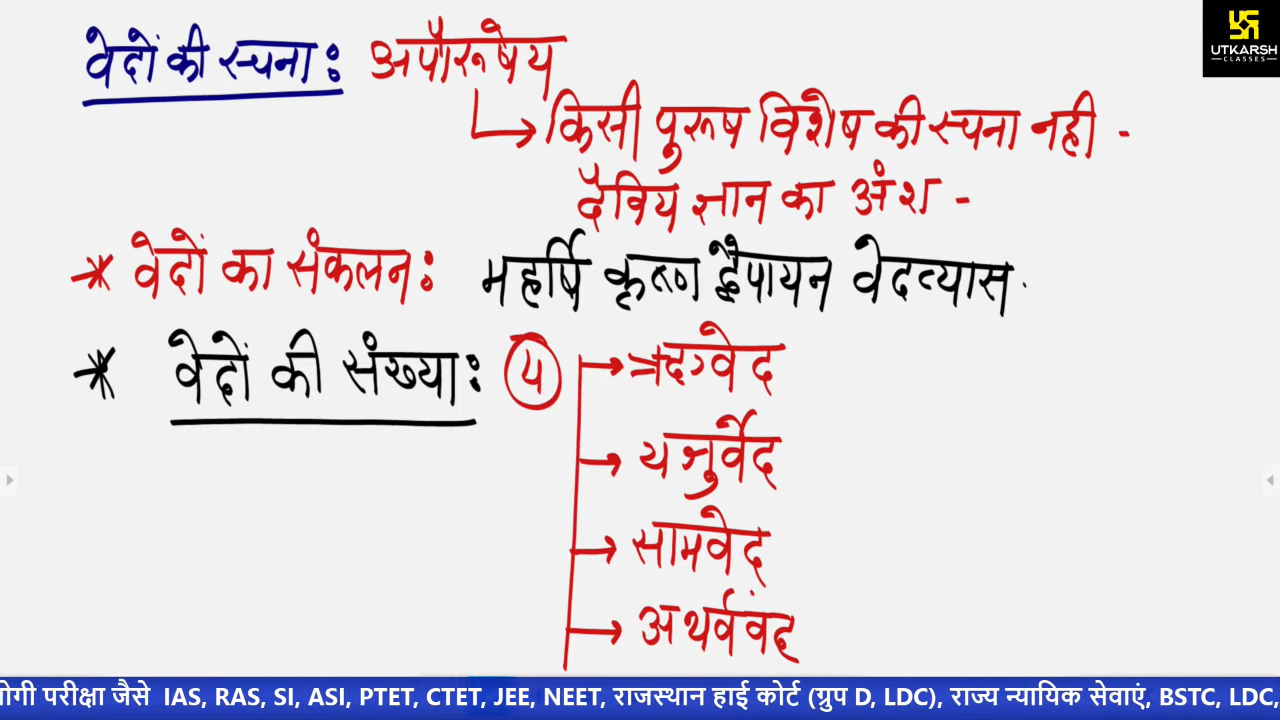 UTKARSH
CLASSES
वेदों की रचना: अपौरूषेय
किसी पुरूष विशेष की रचना नही -
दैविय ज्ञान का अंश -
* वेदों का संकलन: महर्षि कृष्ण द्वैपायन वेदव्यास.
* वेदों की संख्या: 4
ऋग्वेद
यजुर्वेद
सामवेद
अथर्ववेद
योगी परीक्षा जैसे IAS, RAS, SI, ASI, PTET, CTET, JEE, NEET, राजस्थान हाई कोर्ट (ग्रुप D, LDC), राज्य न्यायिक सेवाएं, BSTC, LDC,